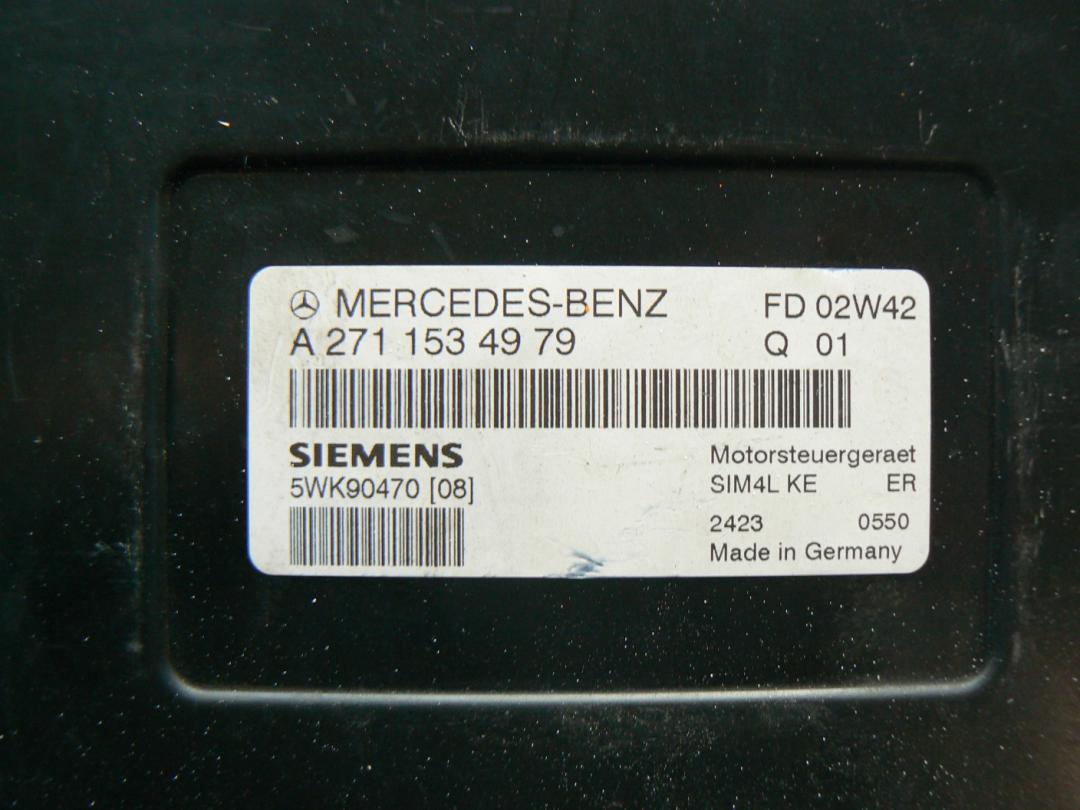 MERCEDES-BENZ FD 02W42
A 271 153 49 79 Q 01
SIEMENS Motorsteuergeraet
5WK90470 [08] SIM4L KE ER
2423 0550
Made in Germany